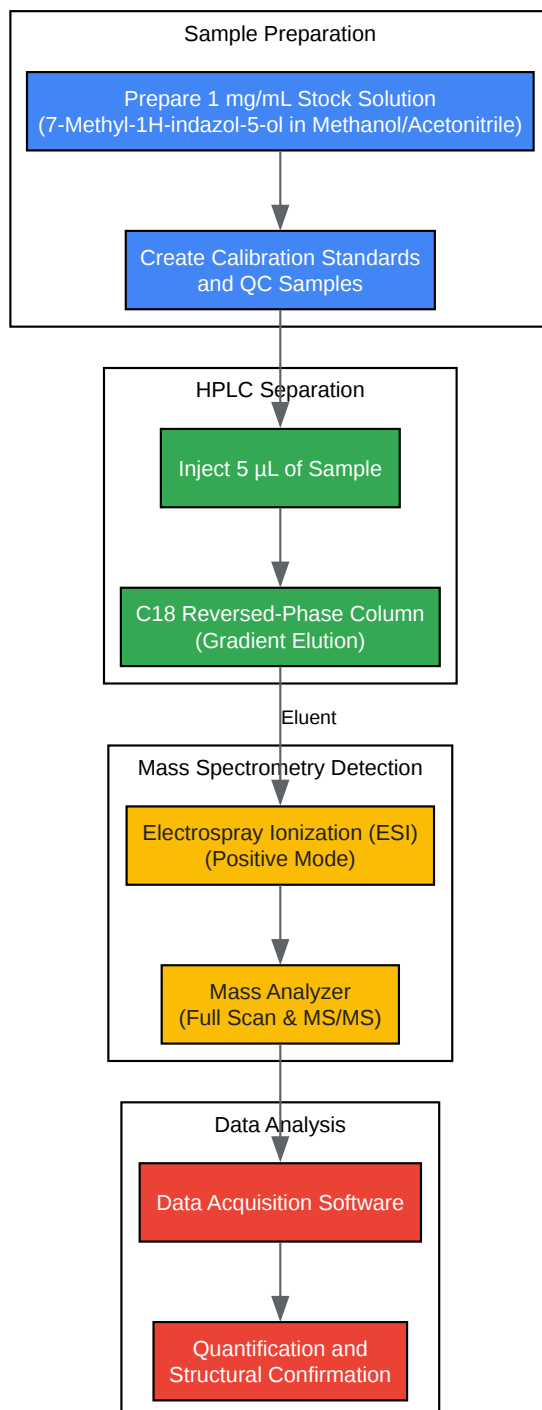 Sample Preparation
Prepare 1 mg/mL Stock Solution
(7-Methyl-1H-indazol-5-ol in Methanol/Acetonitrile)
Create Calibration Standards
and QC Samples
HPLC Separation
Inject 5 µL of Sample
C18 Reversed-Phase Column
(Gradient Elution)
Eluent
Mass Spectrometry Detection
Electrospray Ionization (ESI)
(Positive Mode)
Mass Analyzer
(Full Scan & MS/MS)
Data Analysis
Data Acquisition Software
Quantification and
Structural Confirmation